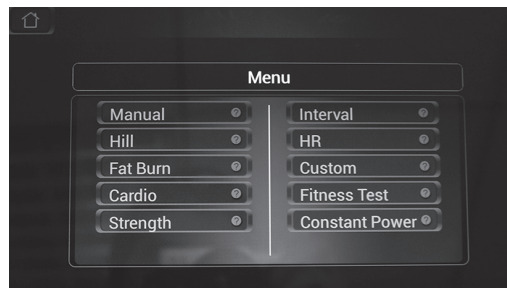 Menu
Manual
Hill
Fat Burn
Cardio
Strength
Interval
HR
Custom
Fitness Test
Constant Power